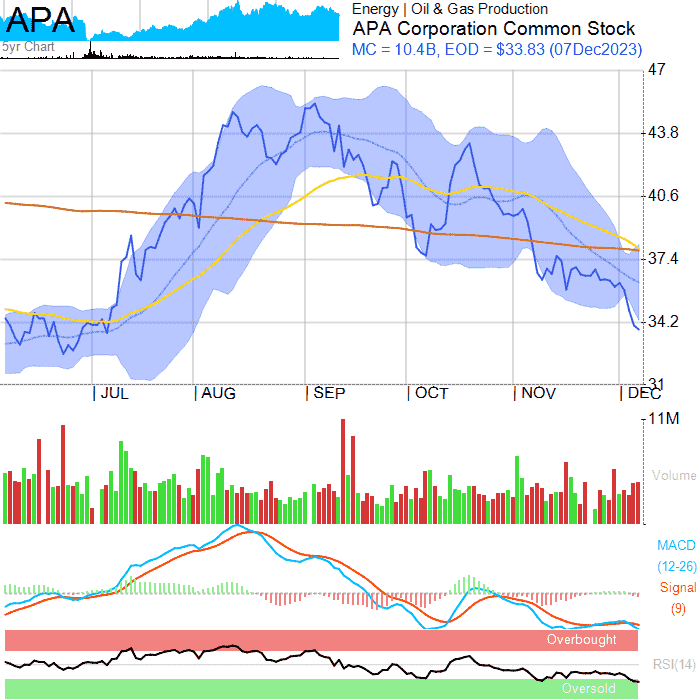 APA
5yr Chart
Energy | Oil & Gas Production
APA Corporation Common Stock
MC = 10.4B, EOD = $33.83 (07Dec2023)
47
43.8
40.6
37.4
34.2
31
| JUL
| AUG
| SEP
| OCT
| NOV
| DEC
11M
Volume
MACD
(12-26)
Signal
(9)
Overbought
RSI(14)
Oversold